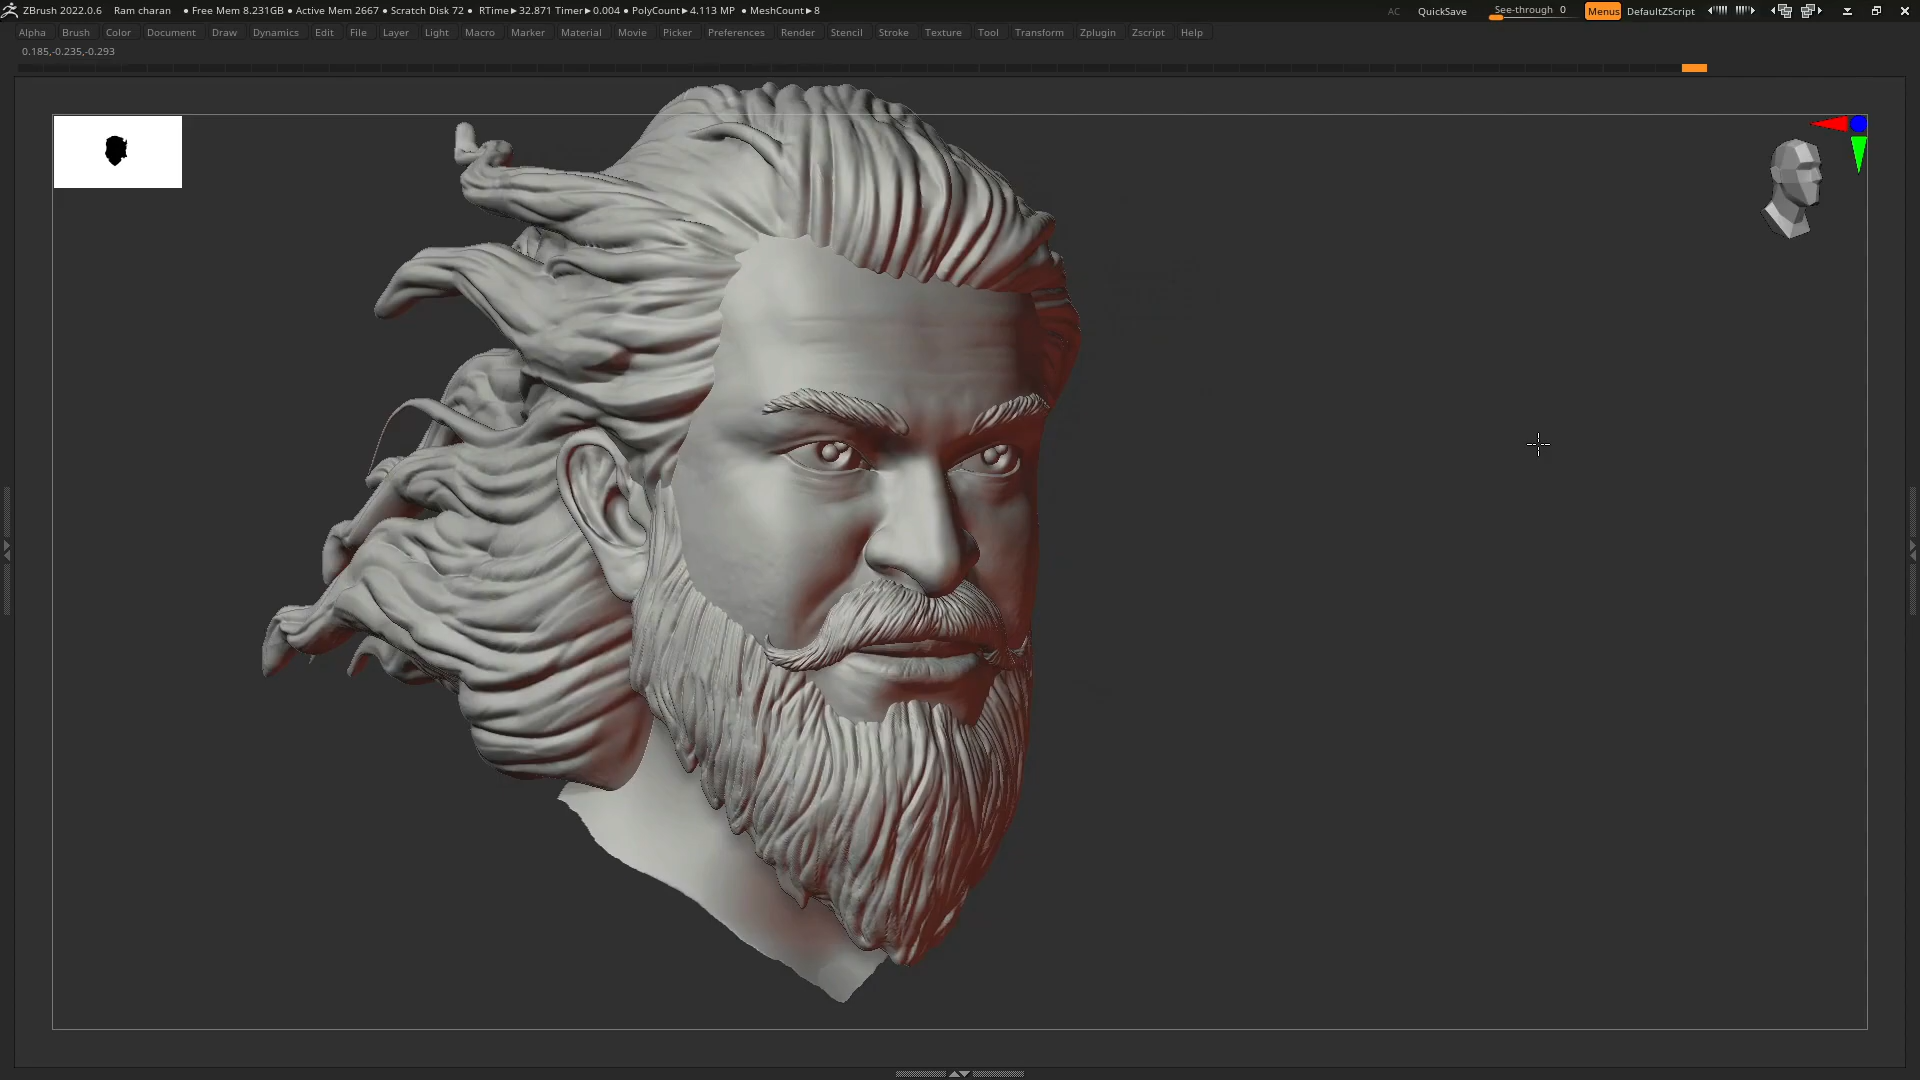 ZBrush 2022.0.6 Ram charan ● Free Mem 8.231GB ● Active Mem 2667 ● Scratch Disk 72 ● RTime▶32.871 Timer▶0.004 ● PolyCount▶4.113 MP ● MeshCount▶8 AC QuickSave See-through 0 Menus DefaultZScript
Alpha Brush Color Document Draw Dynamics Edit File Layer Light Macro Marker Material Movie Picker Preferences Render Stencil Stroke Texture Tool Transform Zplugin Zscript Help
0.185,-0.235,-0.293